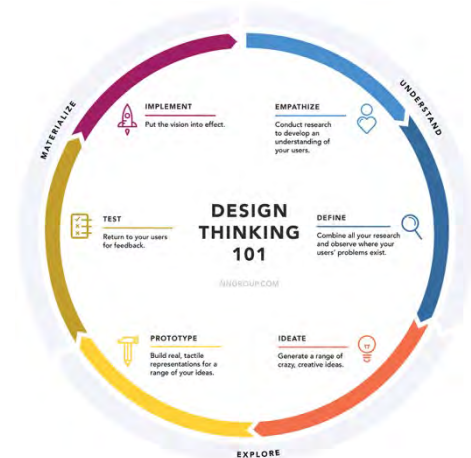 UNDERSTAND
EMPATHIZE
Conduct research
to develop an
understanding of
your users.
DEFINE
Combine all your research
and observe where your
users' problems exist.
EXPLORE
IDEATE
Generate a range of
crazy, creative ideas.
PROTOTYPE
Build real, tactile
representations for a
range of your ideas.
MATERIALIZE
TEST
Return to your users
for feedback.
IMPLEMENT
Put the vision into effect.
DESIGN
THINKING
101
NNGROUP.COM